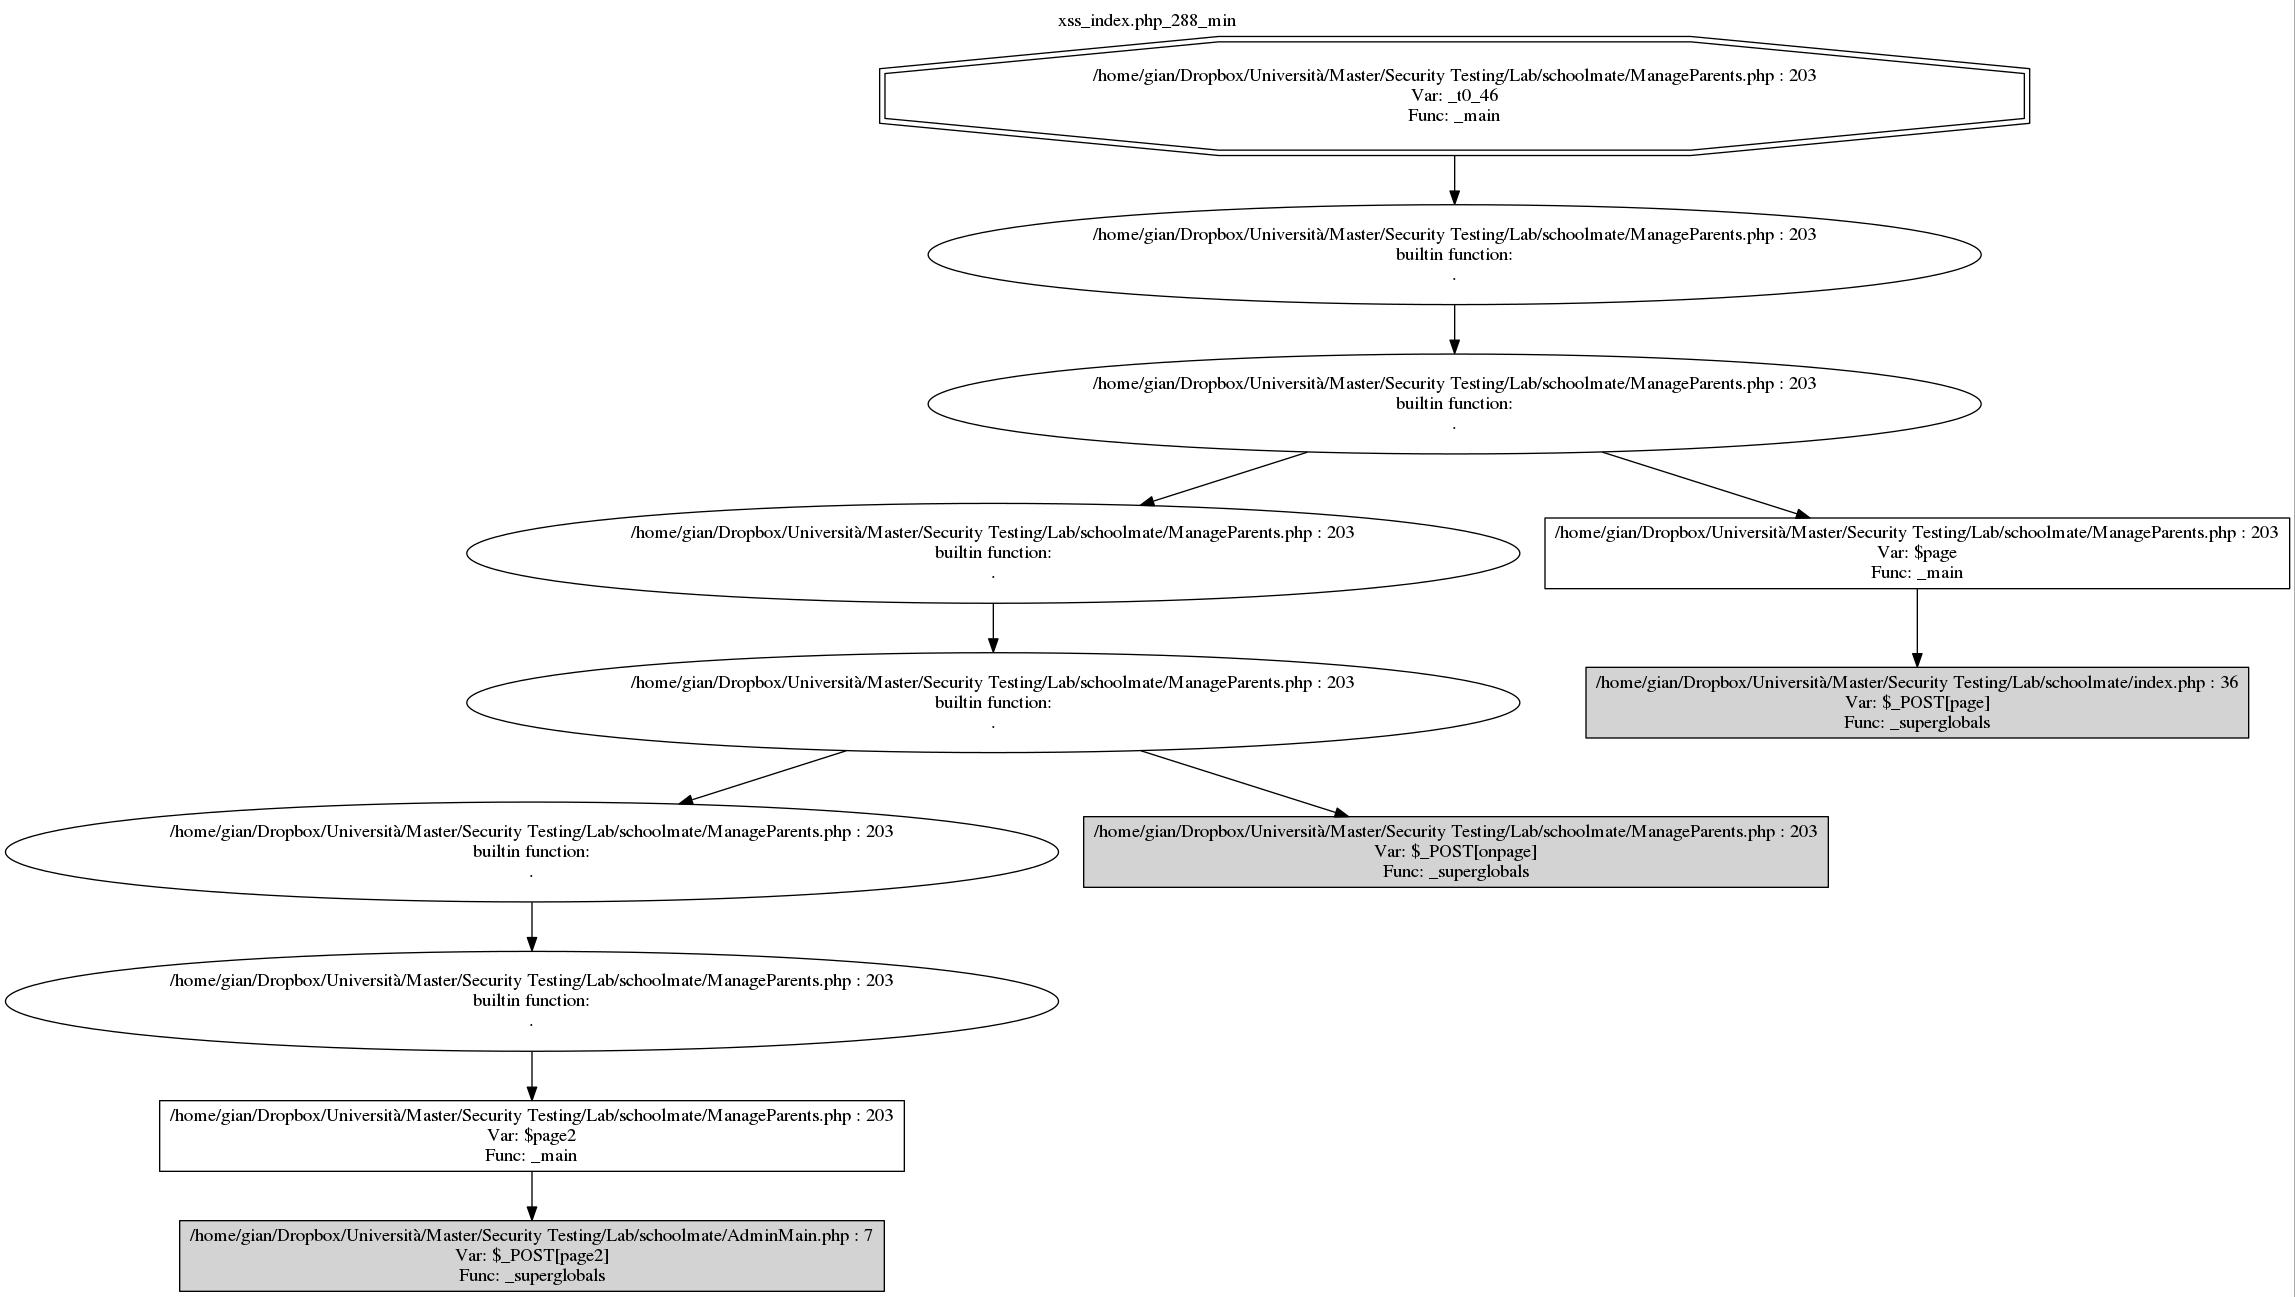 xss_index.php_288_min
/home/gian/Dropbox/Università/Master/Security Testing/Lab/schoolmate/ManageParents.php : 203
Var: _t0_46
Func: _main
/home/gian/Dropbox/Università/Master/Security Testing/Lab/schoolmate/ManageParents.php : 203
builtin function:
.
/home/gian/Dropbox/Università/Master/Security Testing/Lab/schoolmate/ManageParents.php : 203
builtin function:
.
/home/gian/Dropbox/Università/Master/Security Testing/Lab/schoolmate/ManageParents.php : 203
builtin function:
.
/home/gian/Dropbox/Università/Master/Security Testing/Lab/schoolmate/ManageParents.php : 203
Var: $page
Func: _main
/home/gian/Dropbox/Università/Master/Security Testing/Lab/schoolmate/ManageParents.php : 203
builtin function:
.
/home/gian/Dropbox/Università/Master/Security Testing/Lab/schoolmate/index.php : 36
Var: $_POST[page]
Func: _superglobals
/home/gian/Dropbox/Università/Master/Security Testing/Lab/schoolmate/ManageParents.php : 203
builtin function:
.
/home/gian/Dropbox/Università/Master/Security Testing/Lab/schoolmate/ManageParents.php : 203
Var: $_POST[onpage]
Func: _superglobals
/home/gian/Dropbox/Università/Master/Security Testing/Lab/schoolmate/ManageParents.php : 203
builtin function:
.
/home/gian/Dropbox/Università/Master/Security Testing/Lab/schoolmate/ManageParents.php : 203
Var: $page2
Func: _main
/home/gian/Dropbox/Università/Master/Security Testing/Lab/schoolmate/AdminMain.php : 7
Var: $_POST[page2]
Func: _superglobals